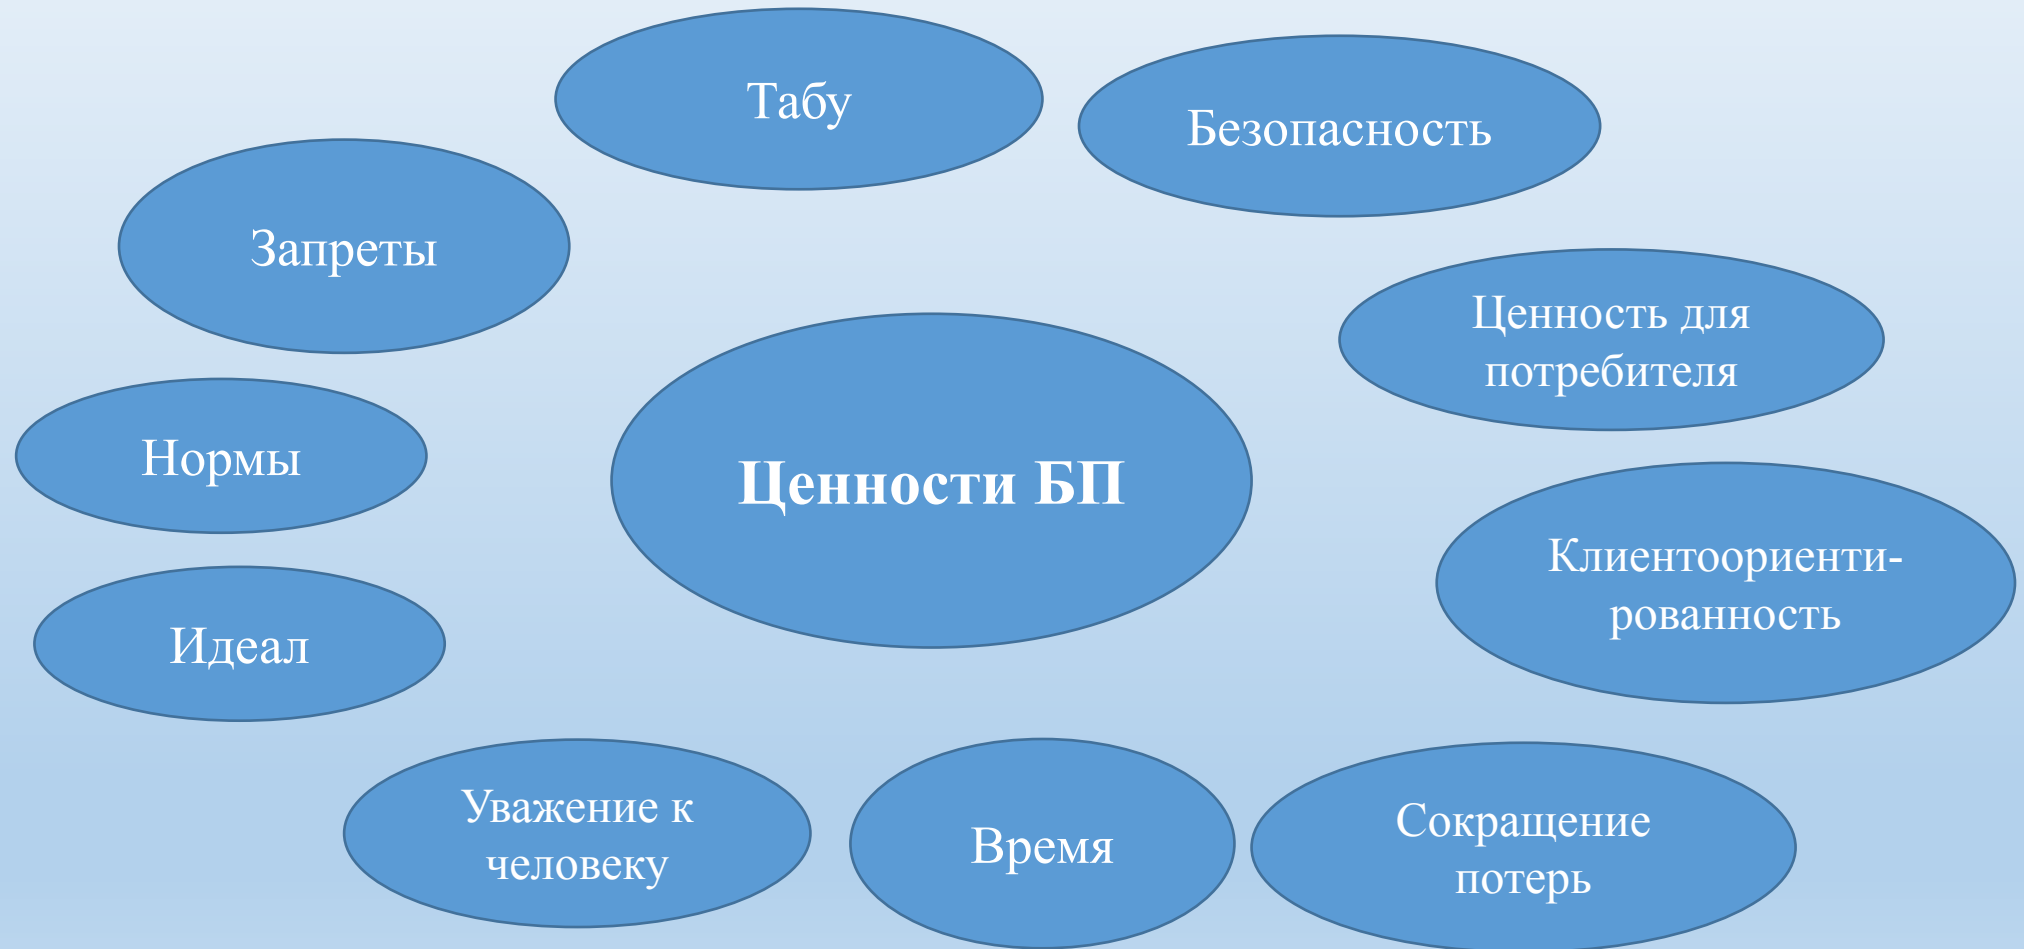 Табу
Безопасность
Запреты
Ценность для
потребителя
Нормы
Ценности БП
Клиентоориенти-
рованность
Идеал
Уважение к
человеку
Время
Сокращение
потерь